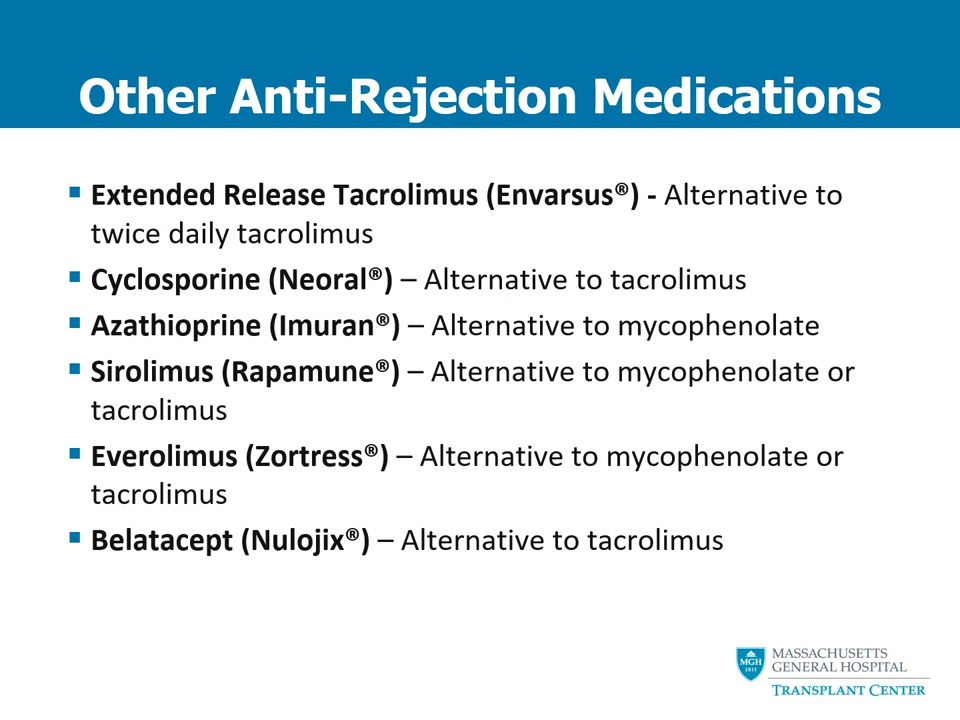 Other Anti-Rejection Medications
▪ Extended Release Tacrolimus (Envarsus®) - Alternative to
twice daily tacrolimus
▪ Cyclosporine (Neoral®) – Alternative to tacrolimus
▪ Azathioprine (Imuran®) – Alternative to mycophenolate
▪ Sirolimus (Rapamune®) – Alternative to mycophenolate or
tacrolimus
▪ Everolimus (Zortress®) – Alternative to mycophenolate or
tacrolimus
▪ Belatacept (Nulojix®) – Alternative to tacrolimus
MGH
1811
MASSACHUSETTS
GENERAL HOSPITAL
TRANSPLANT CENTER